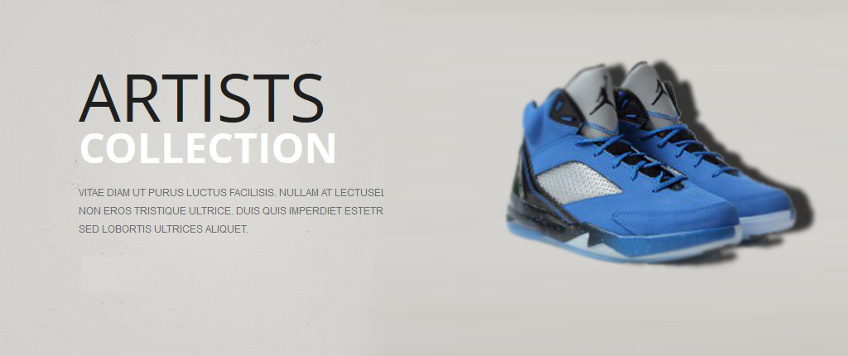 ARTISTS
COLLECTION
VITAE DIAM UT PURUS LUCTUS FACILISIS. NULLAM AT LECTUSEL
NON EROS TRISTIQUE ULTRICE. DUIS QUIS IMPERDIET ESTETR
SED LOBORTIS ULTRICES ALIQUET.